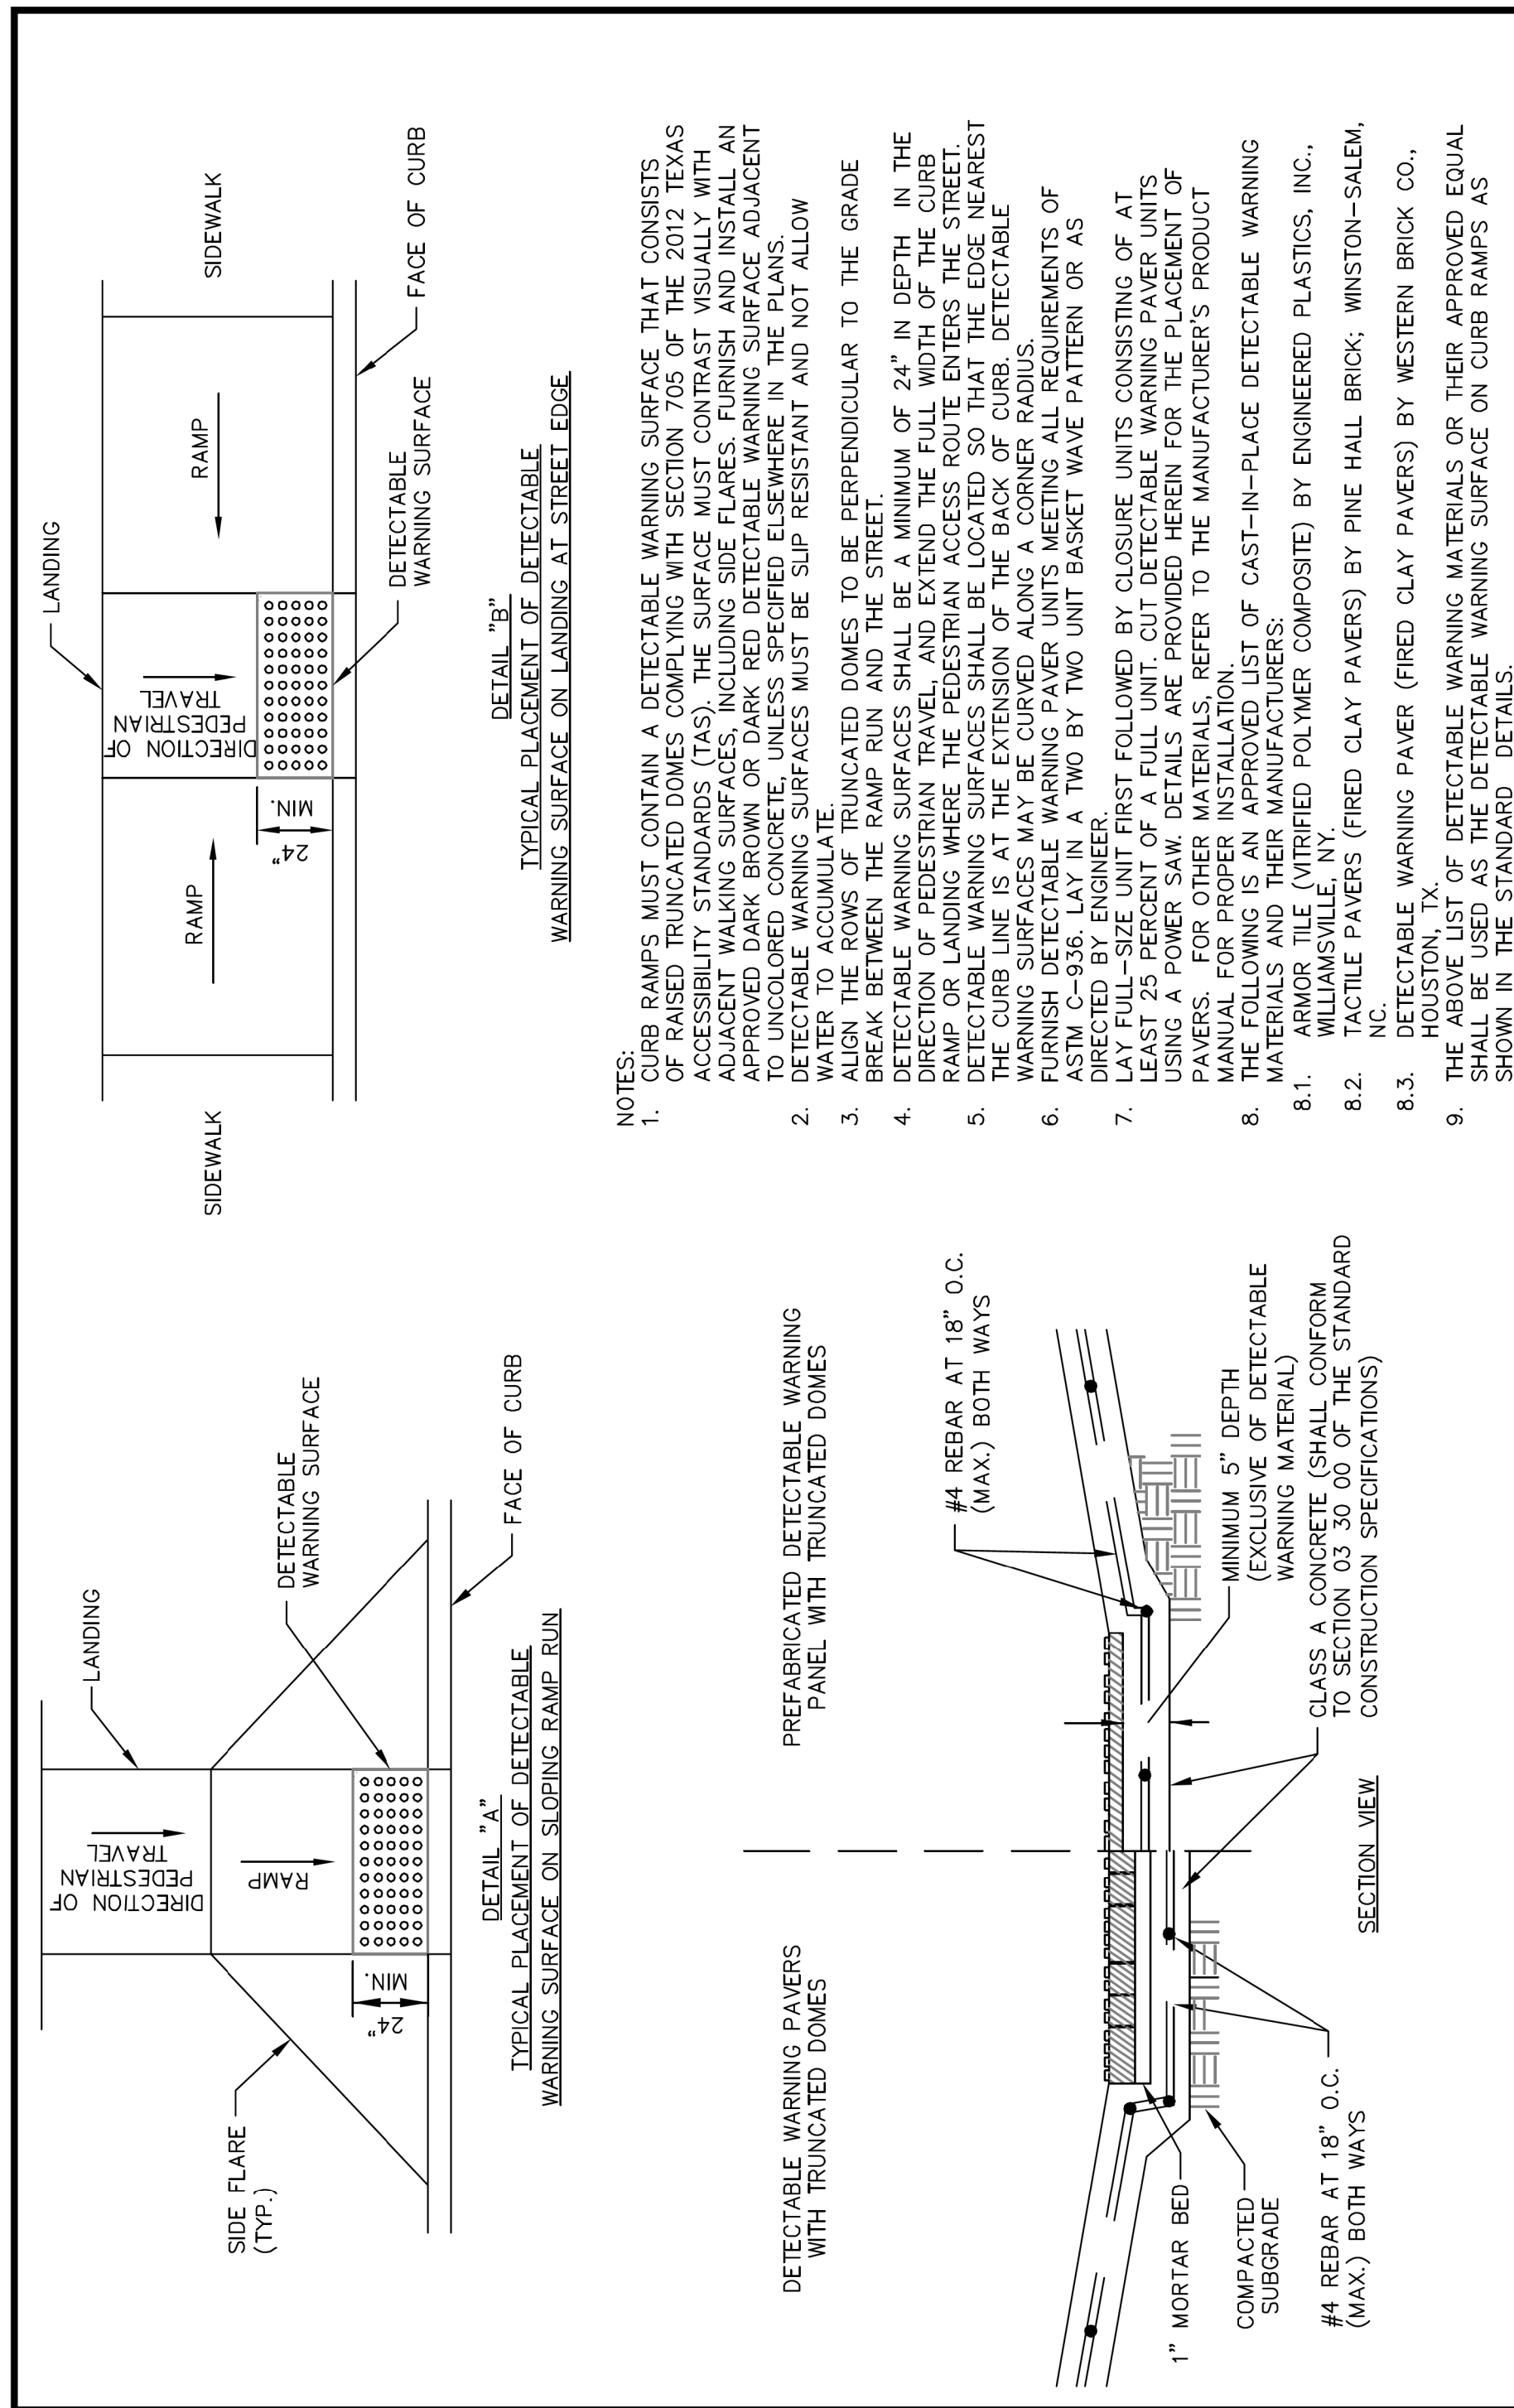 DIRECTION OF
PEDESTRIAN
TRAVEL
LANDING
RAMP
24"
MIN.
SIDE FLARE
(TYP.)
DETECTABLE
WARNING SURFACE
FACE OF CURB
DETAIL "A"
TYPICAL PLACEMENT OF DETECTABLE
WARNING SURFACE ON SLOPING RAMP RUN
SIDEWALK
LANDING
SIDEWALK
RAMP
DIRECTION OF
PEDESTRIAN
TRAVEL
RAMP
24"
MIN.
DETECTABLE
WARNING SURFACE
FACE OF CURB
DETAIL "B"
TYPICAL PLACEMENT OF DETECTABLE
WARNING SURFACE ON LANDING AT STREET EDGE
DETECTABLE WARNING PAVERS
WITH TRUNCATED DOMES
PREFABRICATED DETECTABLE WARNING
PANEL WITH TRUNCATED DOMES
#4 REBAR AT 18" O.C.
(MAX.) BOTH WAYS
1" MORTAR BED
COMPACTED
SUBGRADE
#4 REBAR AT 18" O.C.
(MAX.) BOTH WAYS
MINIMUM 5" DEPTH
(EXCLUSIVE OF DETECTABLE
WARNING MATERIAL)
CLASS A CONCRETE (SHALL CONFORM
TO SECTION 03 30 00 OF THE STANDARD
CONSTRUCTION SPECIFICATIONS)
SECTION VIEW
NOTES:
1. CURB RAMPS MUST CONTAIN A DETECTABLE WARNING SURFACE THAT CONSISTS
OF RAISED TRUNCATED DOMES COMPLYING WITH SECTION 705 OF THE 2012 TEXAS
ACCESSIBILITY STANDARDS (TAS). THE SURFACE MUST CONTRAST VISUALLY WITH
ADJACENT WALKING SURFACES, INCLUDING SIDE FLARES. FURNISH AND INSTALL AN
APPROVED DARK BROWN OR DARK RED DETECTABLE WARNING SURFACE ADJACENT
TO UNCOLORED CONCRETE, UNLESS SPECIFIED ELSEWHERE IN THE PLANS.
2. DETECTABLE WARNING SURFACES MUST BE SLIP RESISTANT AND NOT ALLOW
WATER TO ACCUMULATE.
3. ALIGN THE ROWS OF TRUNCATED DOMES TO BE PERPENDICULAR TO THE GRADE
BREAK BETWEEN THE RAMP RUN AND THE STREET.
4. DETECTABLE WARNING SURFACES SHALL BE A MINIMUM OF 24" IN DEPTH IN THE
DIRECTION OF PEDESTRIAN TRAVEL, AND EXTEND THE FULL WIDTH OF THE CURB
RAMP OR LANDING WHERE THE PEDESTRIAN ACCESS ROUTE ENTERS THE STREET.
5. DETECTABLE WARNING SURFACES SHALL BE LOCATED SO THAT THE EDGE NEAREST
THE CURB LINE IS AT THE EXTENSION OF THE BACK OF CURB. DETECTABLE
WARNING SURFACES MAY BE CURVED ALONG A CORNER RADIUS.
6. FURNISH DETECTABLE WARNING PAVER UNITS MEETING ALL REQUIREMENTS OF
ASTM C-936. LAY IN A TWO BY TWO UNIT BASKET WAVE PATTERN OR AS
DIRECTED BY ENGINEER.
7. LAY FULL-SIZE UNIT FIRST FOLLOWED BY CLOSURE UNITS CONSISTING OF AT
LEAST 25 PERCENT OF A FULL UNIT. CUT DETECTABLE WARNING PAVER UNITS
USING A POWER SAW. DETAILS ARE PROVIDED HEREIN FOR THE PLACEMENT OF
PAVERS. FOR OTHER MATERIALS, REFER TO THE MANUFACTURER'S PRODUCT
MANUAL FOR PROPER INSTALLATION.
8. THE FOLLOWING IS AN APPROVED LIST OF CAST-IN-PLACE DETECTABLE WARNING
MATERIALS AND THEIR MANUFACTURERS:
8.1. ARMOR TILE (VITRIFIED POLYMER COMPOSITE) BY ENGINEERED PLASTICS, INC.,
WILLIAMSVILLE, NY.
8.2. TACTILE PAVERS (FIRED CLAY PAVERS) BY PINE HALL BRICK; WINSTON-SALEM,
NC.
8.3. DETECTABLE WARNING PAVER (FIRED CLAY PAVERS) BY WESTERN BRICK CO.,
HOUSTON, TX.
9. THE ABOVE LIST OF DETECTABLE WARNING MATERIALS OR THEIR APPROVED EQUAL
SHALL BE USED AS THE DETECTABLE WARNING SURFACE ON CURB RAMPS AS
SHOWN IN THE STANDARD DETAILS.